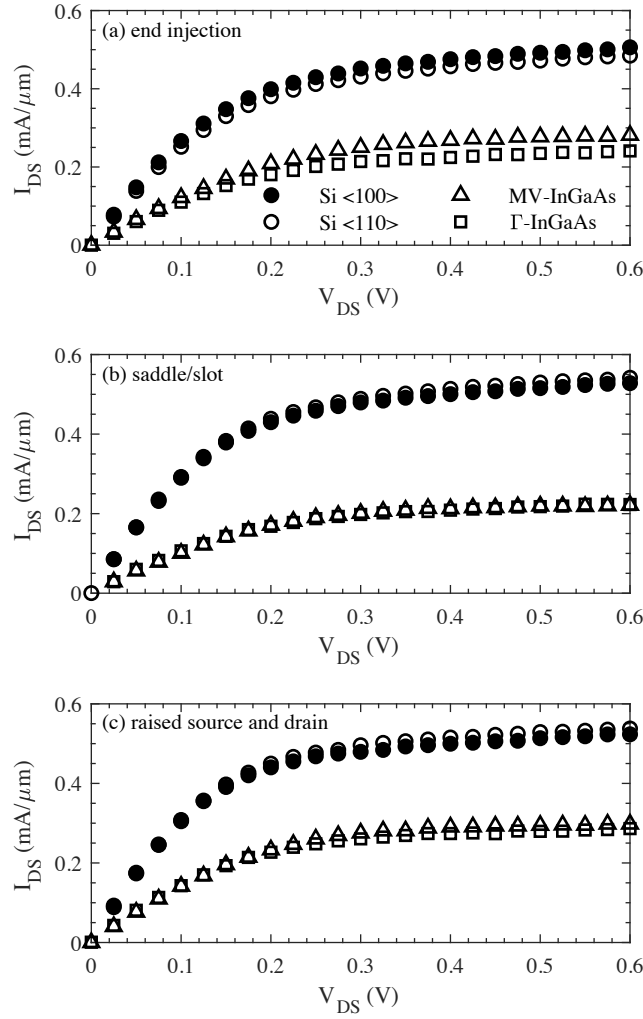 0.6
(a) end injection
0.4
0.2
0
I_DS (mA/μm)
Si <100>
MV-InGaAs
Si <110>
Γ-InGaAs
0 0.1 0.2 0.3 0.4 0.5 0.6
V_DS (V)
0.6
(b) saddle/slot
0.4
0.2
0
I_DS (mA/μm)
0 0.1 0.2 0.3 0.4 0.5 0.6
V_DS (V)
0.6
(c) raised source and drain
0.4
0.2
0
I_DS (mA/μm)
0 0.1 0.2 0.3 0.4 0.5 0.6
V_DS (V)